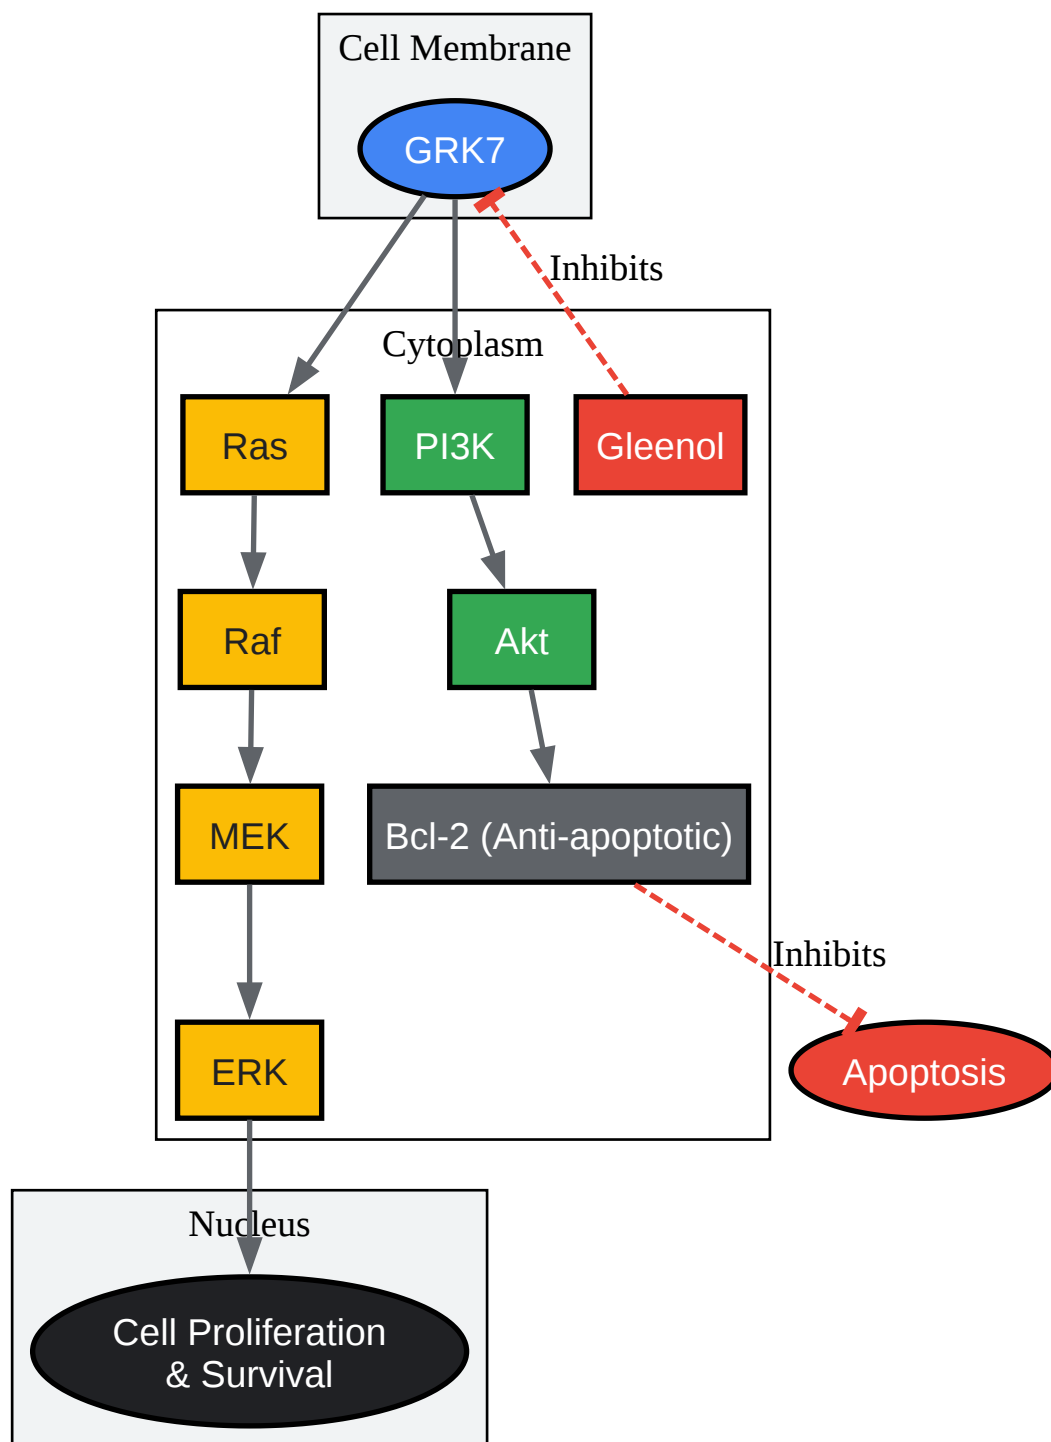 Cell Membrane
GRK7
Inhibits
Cytoplasm
Ras
PI3K
Gleenol
Raf
Akt
MEK
Bcl-2 (Anti-apoptotic)
Inhibits
ERK
Apoptosis
Nucleus
Cell Proliferation
& Survival